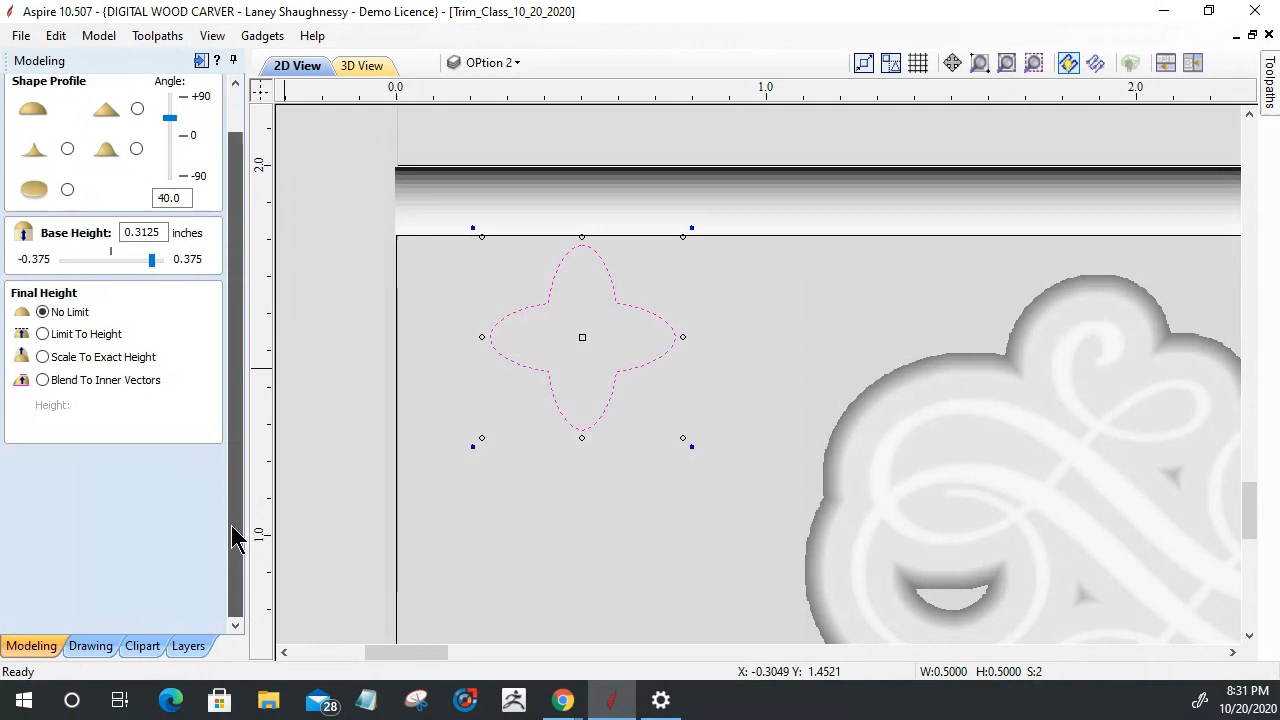 Aspire 10.507 - {DIGITAL WOOD CARVER - Laney Shaughnessy - Demo Licence} - [Trim_Class_10_20_2020]
File Edit Model Toolpaths View Gadgets Help
Modeling ?
2D View 3D View Option 2
Toolpaths
0.0 1.0 2.0
2.0
1.0
Shape Profile Angle:
+90
0
-90
40.0
Base Height: 0.3125 inches
-0.375 0.375
Final Height
No Limit
Limit To Height
Scale To Exact Height
Blend To Inner Vectors
Height:
Modeling Drawing Clipart Layers
Ready X: -0.3049 Y: 1.4521 W:0.5000 H:0.5000 S:2
28
8:31 PM
10/20/2020